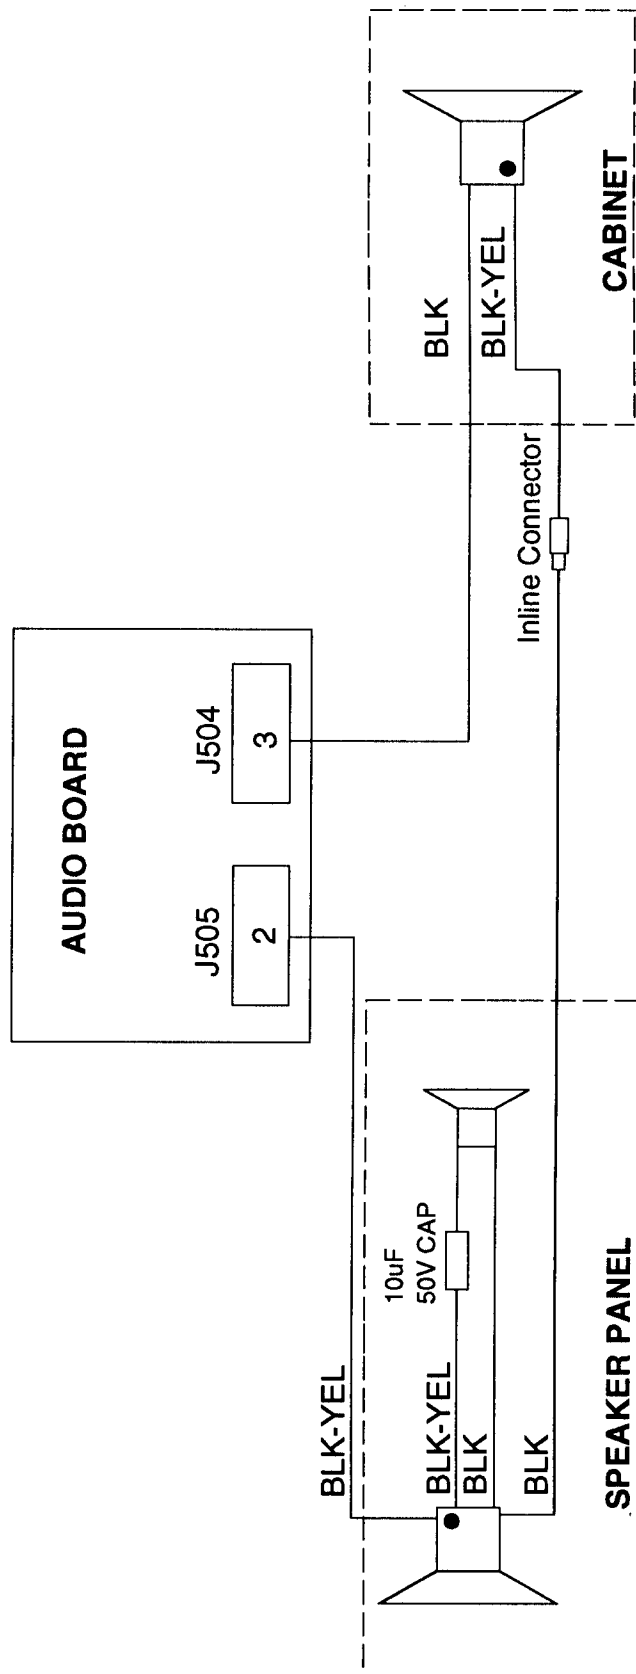 AUDIO BOARD
J505
2
J504
3
BLK-YEL
10uF
50V CAP
BLK-YEL
BLK
BLK
SPEAKER PANEL
Inline Connector
BLK
BLK-YEL
CABINET